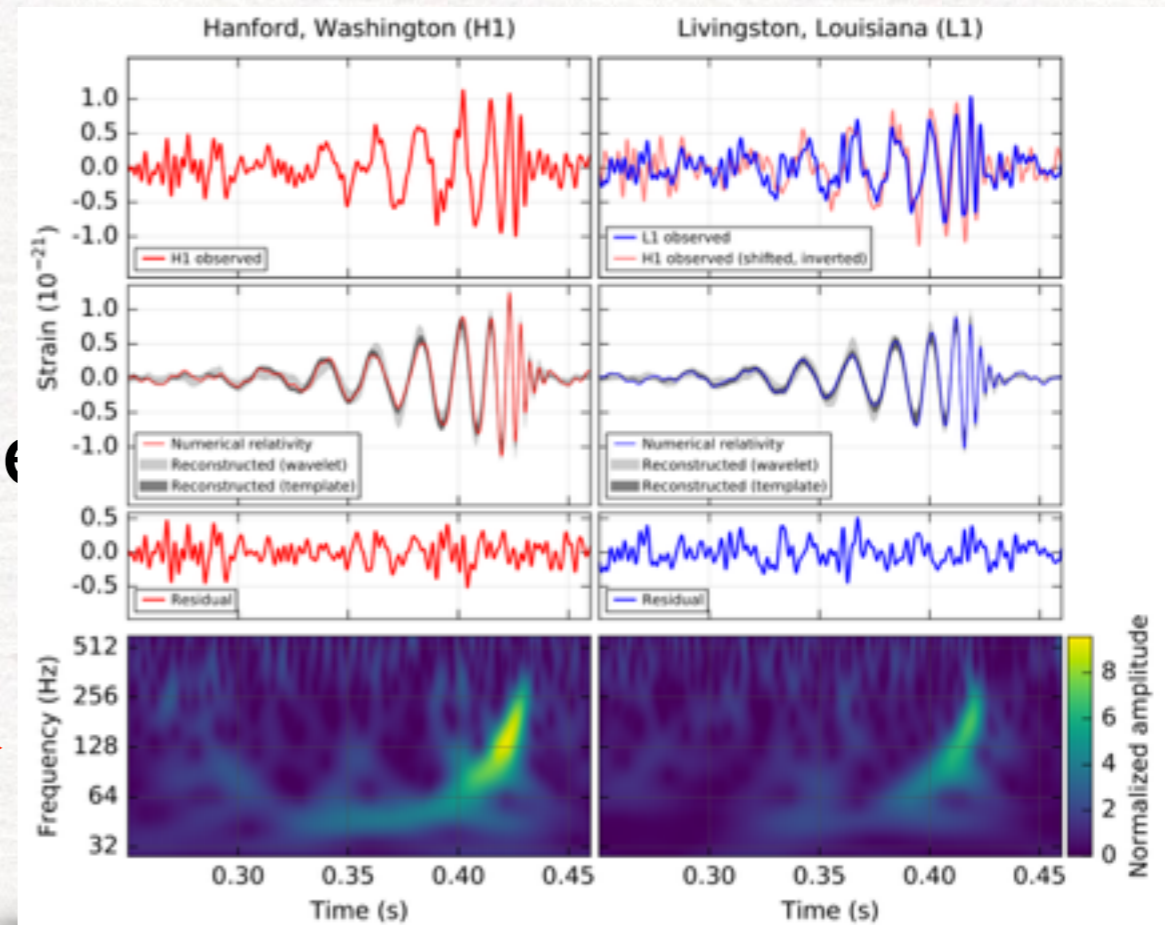 Hanford, Washington (H1)
Livingston, Louisiana (L1)
Strain (10⁻²¹)
1.0
0.5
0.0
-0.5
-1.0
H1 observed
L1 observed
H1 observed (shifted, inverted)
1.0
0.5
0.0
-0.5
-1.0
Numerical relativity
Reconstructed (wavelet)
Reconstructed (template)
Numerical relativity
Reconstructed (wavelet)
Reconstructed (template)
e
0.5
0.0
-0.5
Residual
Residual
Frequency (Hz)
512
256
128
64
32
Normalized amplitude
8
6
4
2
0
0.30 0.35 0.40 0.45
0.30 0.35 0.40 0.45
Time (s)
Time (s)